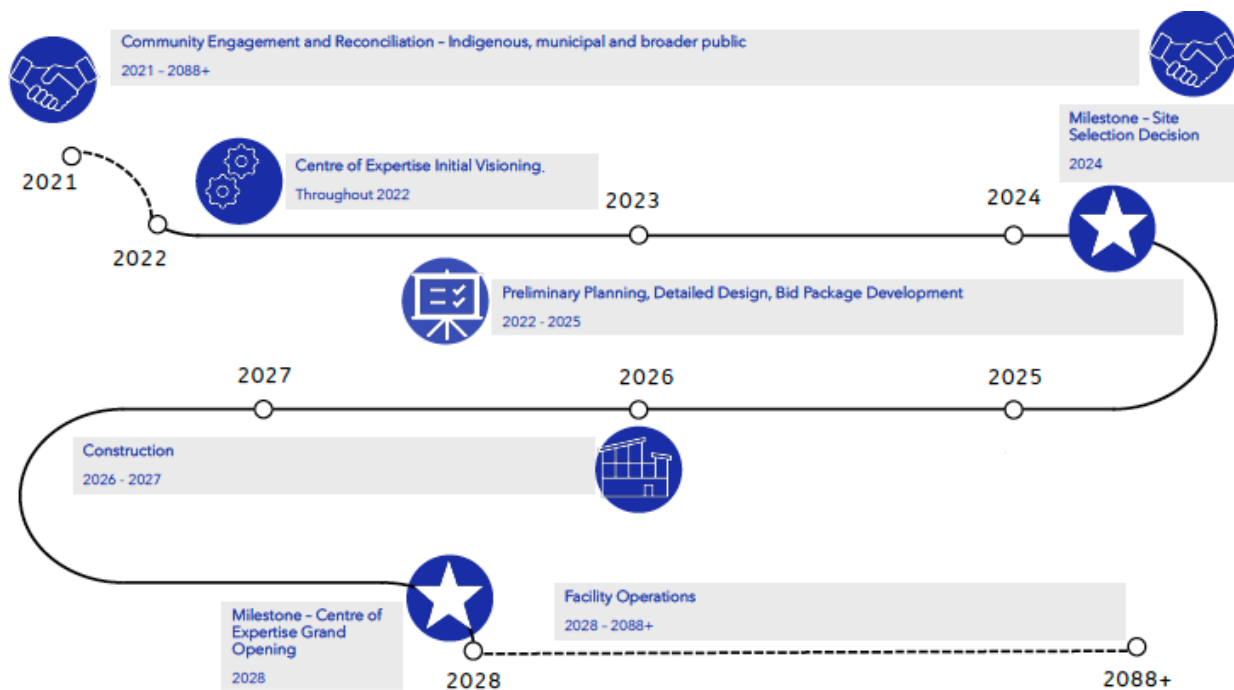 Community Engagement and Reconciliation – Indigenous, municipal and broader public
2021 – 2088+
Milestone – Site
Selection Decision
2024
2021
Centre of Expertise Initial Visioning.
Throughout 2022
2022
2023
2024
Preliminary Planning, Detailed Design, Bid Package Development
2022 - 2025
2027
2026
2025
Construction
2026 - 2027
Milestone – Centre of
Expertise Grand
Opening
2028
Facility Operations
2028 – 2088+
2028
2088+